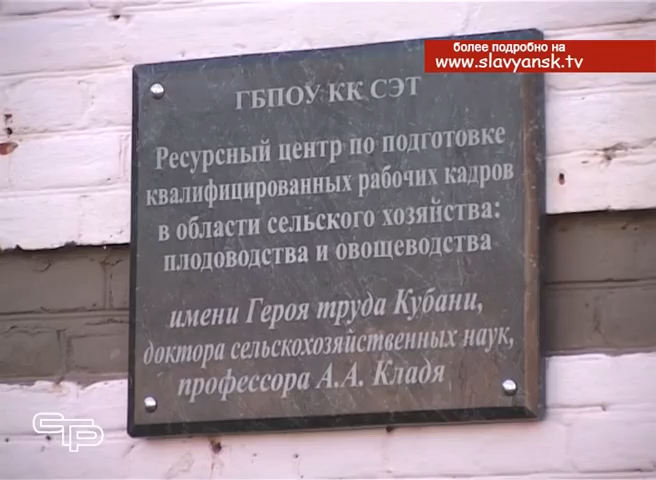 более подробно на
www.slavyansk.tv
ГБПОУ КК СЭТ
Ресурсный центр по подготовке
квалифицированных рабочих кадров
в области сельского хозяйства:
плодоводства и овощеводства
имени Героя труда Кубани,
доктора сельскохозяйственных наук,
профессора А.А. Кладя
СТР